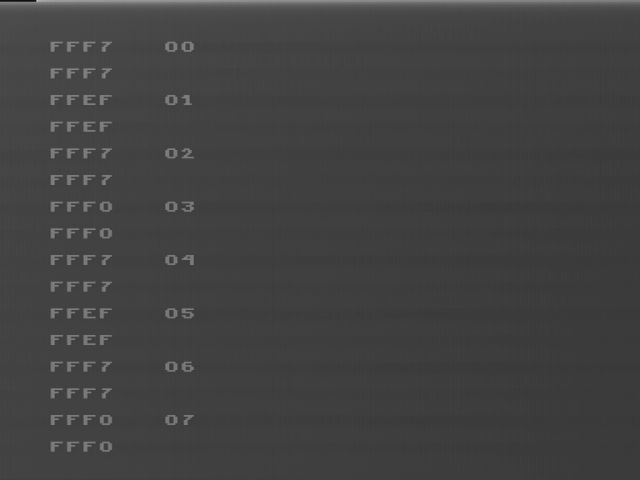 FFF7 00
FFF7
FFEF 01
FFEF
FFF7 02
FFF7
FFF0 03
FFF0
FFF7 04
FFF7
FFEF 05
FFEF
FFF7 06
FFF7
FFF0 07
FFF0